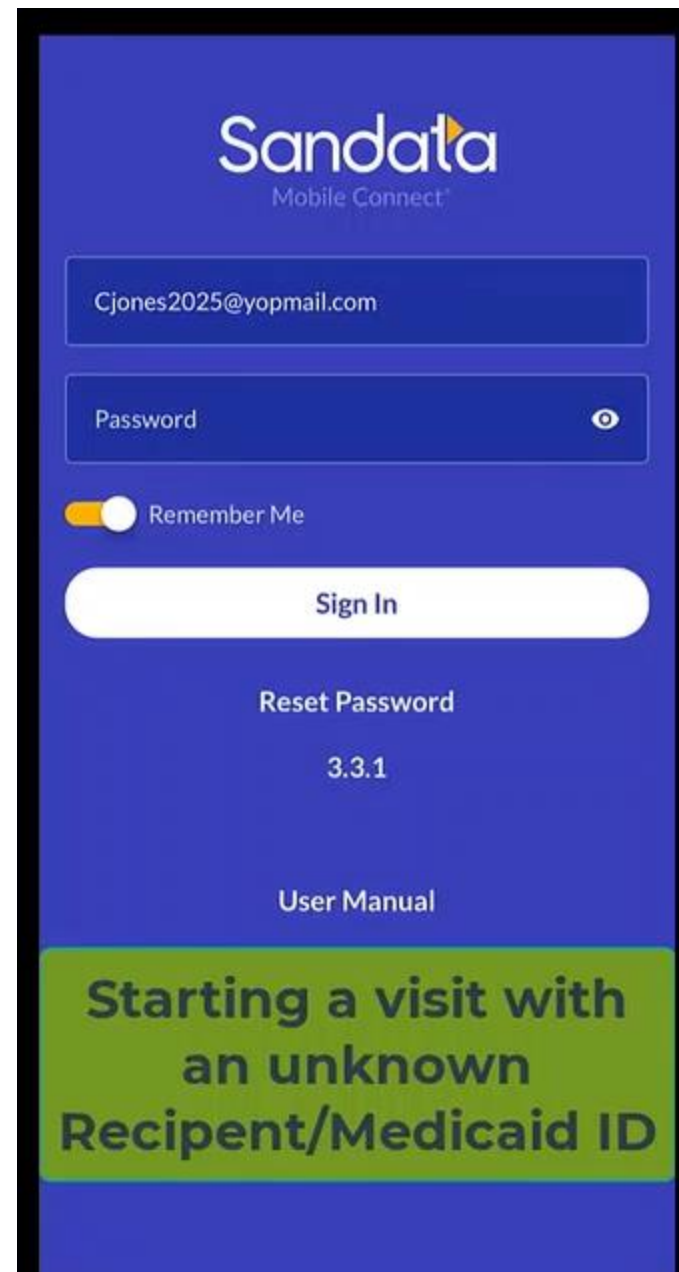 Sandata
Mobile Connect®
Cjones2025@yopmail.com
Password
Remember Me
Sign In
Reset Password
3.3.1
User Manual
Starting a visit with
an unknown
Recipent/Medicaid ID